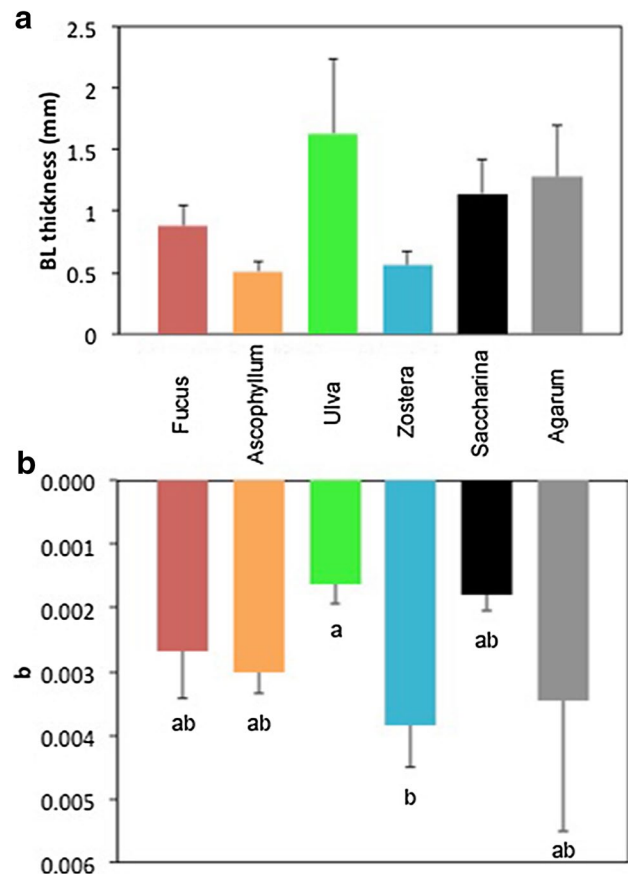 a
2.5
2
1.5
1
0.5
0
BL thickness (mm)
Fucus
Ascophyllum
Ulva
Zostera
Saccharina
Agarum
b
0.000
0.001
0.002
0.003
0.004
0.005
0.006
b
ab
ab
a
b
ab
ab